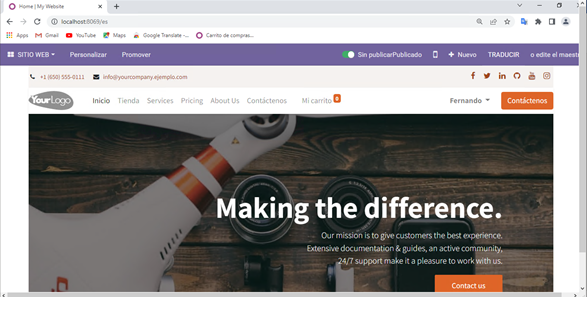 Home | My Website
localhost:8069/es
Apps Gmail YouTube Maps Google Translate -... Carrito de compras...
SITIO WEB Personalizar Promover Sin publicarPublicado + Nuevo TRADUCIR o edite el maestr
+1 (650) 555-0111 info@yourcompany.ejemplo.com
YourLogo Inicio Tienda Services Pricing About Us Contáctenos Mi carrito 0 Fernando Contáctenos
Making the difference.
Our mission is to give customers the best experience.
Extensive documentation & guides, an active community,
24/7 support make it a pleasure to work with us.
Contact us